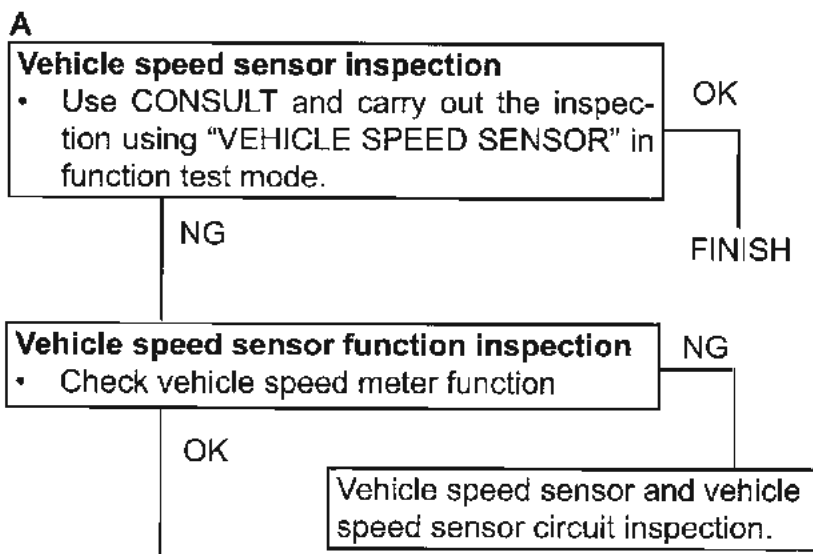 A
Vehicle speed sensor inspection
• Use CONSULT and carry out the inspec-
tion using “VEHICLE SPEED SENSOR” in
function test mode.
OK
NG
FINISH
Vehicle speed sensor function inspection
• Check vehicle speed meter function
NG
OK
Vehicle speed sensor and vehicle
speed sensor circuit inspection.